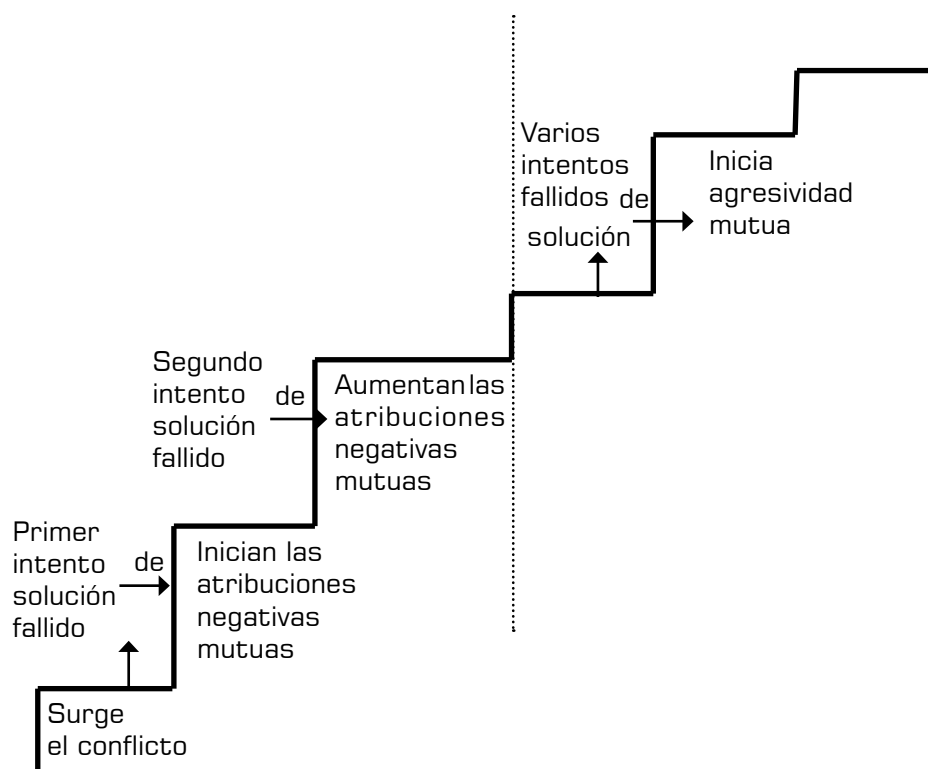 Varios
intentos
fallidos de
solución
Inicia
agresividad
mutua
Segundo
intento de
solución
fallido
Aumentan las
atribuciones
negativas
mutuas
Primer
intento de
solución
fallido
Inician las
atribuciones
negativas
mutuas
Surge
el conflicto